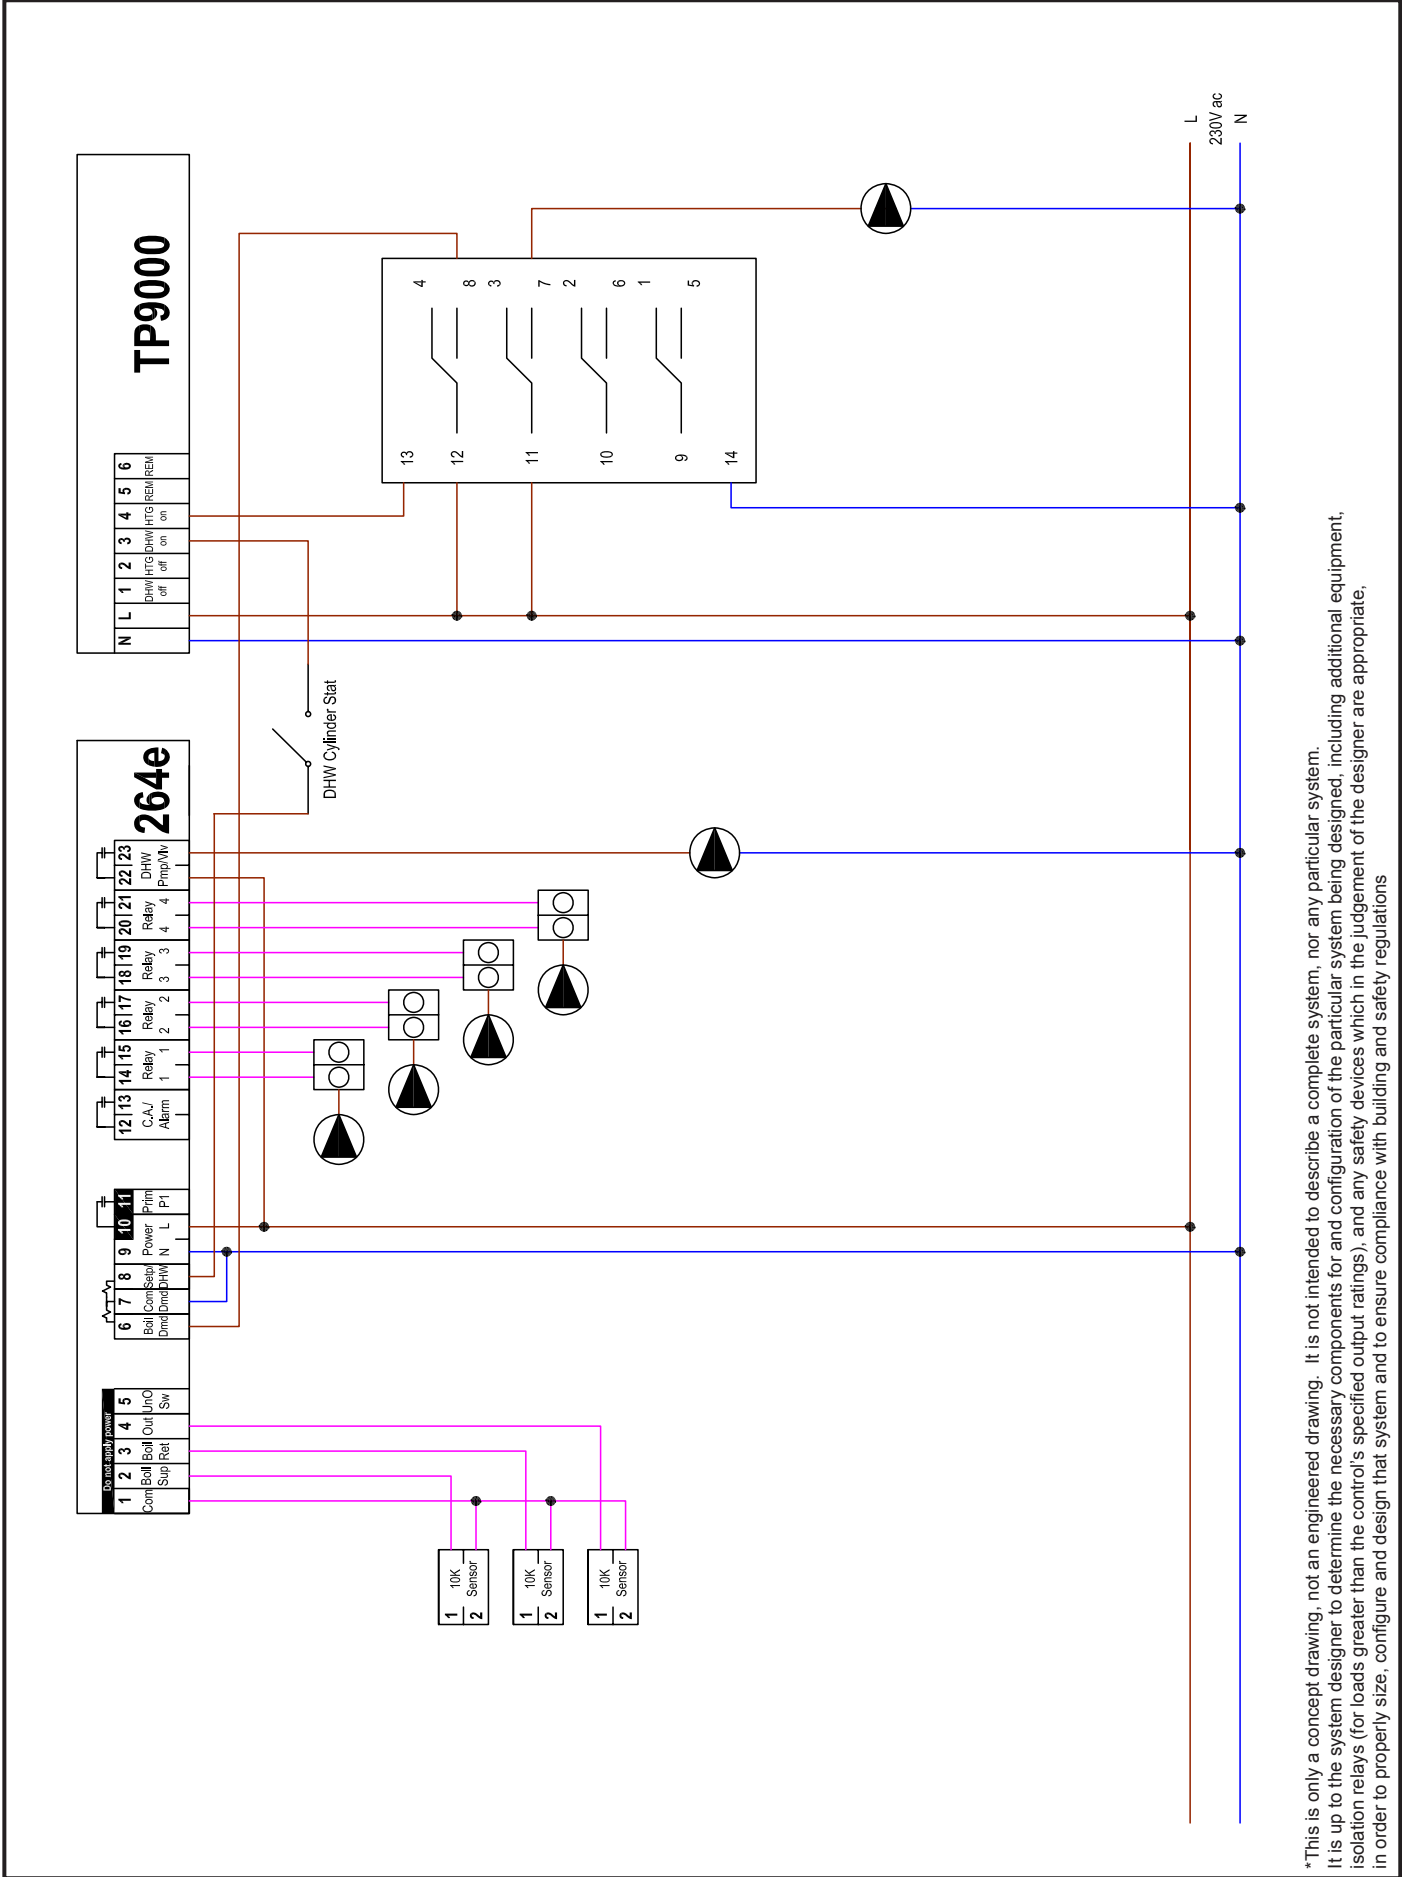 264e
Do not apply power
1 2 3 4 5
Com Boil Boil Out UnO
Sup Ret Sw
6 7 8 9 10 11
Boil Com Setp/ Power Prim
Dmd Dmd DHW N L P1
12 13 14 15 16 17 18 19 20 21 22 23
C.A./ Relay Relay Relay Relay DHW
Alarm 1 1 2 2 3 3 4 4 Pmp/Vlv
TP9000
N L 1 2 3 4 5 6
DHW HTG DHW HTG REM REM
off off on on
DHW Cylinder Stat
13 12 11 10 9 14
4 8 3 7 2 6 1 5
1 10K
2 Sensor
1 10K
2 Sensor
1 10K
2 Sensor
L
230V ac
N
*This is only a concept drawing, not an engineered drawing. It is not intended to describe a complete system, nor any particular system.
It is up to the system designer to determine the necessary components for and configuration of the particular system being designed, including additional equipment,
isolation relays (for loads greater than the control's specified output ratings), and any safety devices which in the judgement of the designer are appropriate,
in order to properly size, configure and design that system and to ensure compliance with building and safety regulations